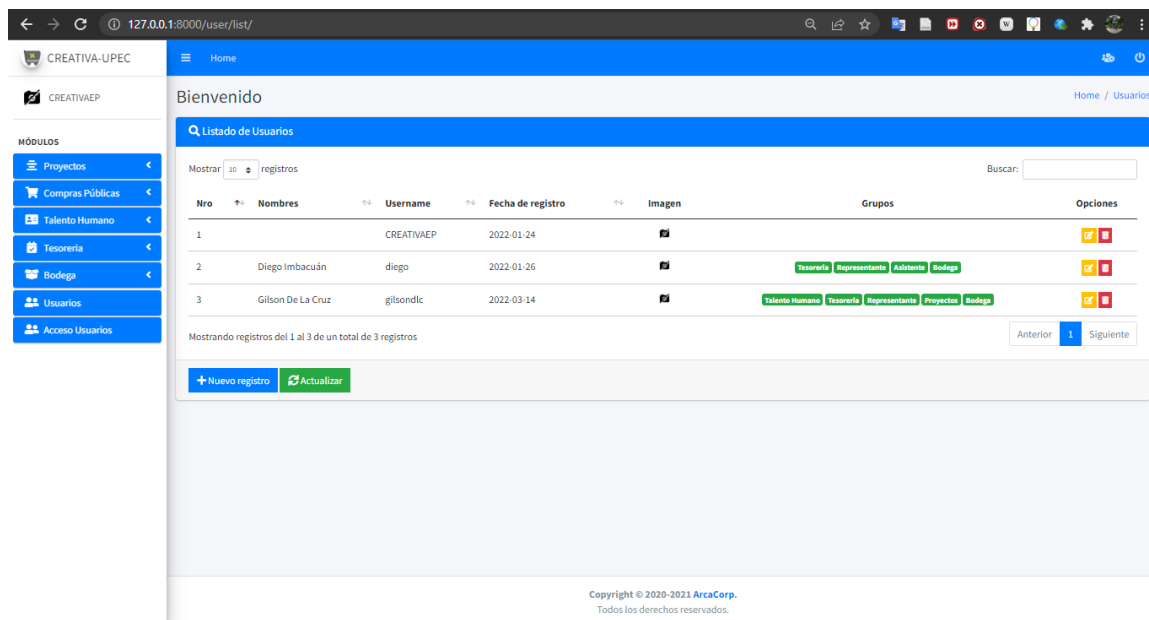 127.0.0.1:8000/user/list/
CREATIVA-UPEC
Home
CREATIVAEP
Bienvenido
Home / Usuarios
Listado de Usuarios
MÓDULOS
Proyectos
Compras Públicas
Talento Humano
Tesoreria
Bodega
Usuarios
Acceso Usuarios
Mostrar 10 registros
Buscar:
Nro Nombres Username Fecha de registro Imagen Grupos Opciones
1 CREATIVAEP 2022-01-24
2 Diego Imbacuán diego 2022-01-26 Tesorería Representante Asistente Bodega
3 Gilson De La Cruz gilsondlc 2022-03-14 Talento Humano Tesorería Representante Proyectos Bodega
Mostrando registros del 1 al 3 de un total de 3 registros
Anterior 1 Siguiente
Nuevo registro Actualizar
Copyright © 2020-2021 ArcaCorp.
Todos los derechos reservados.